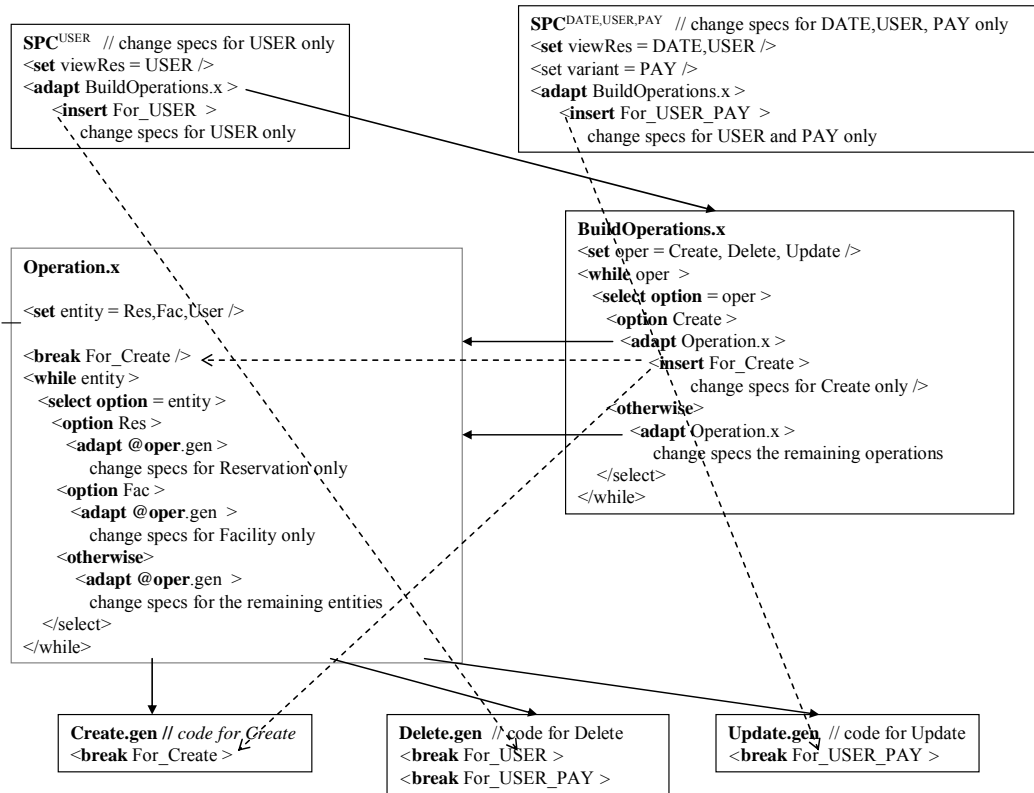 SPC^USER // change specs for USER only
<set viewRes = USER />
<adapt BuildOperations.x >
<insert For_USER >
change specs for USER only
SPC^DATE,USER,PAY // change specs for DATE,USER, PAY only
<set viewRes = DATE,USER />
<set variant = PAY />
<adapt BuildOperations.x >
<insert For_USER_PAY >
change specs for USER and PAY only
BuildOperations.x
<set oper = Create, Delete, Update />
<while oper >
<select option = oper >
<option Create >
<adapt Operation.x >
<insert For_Create >
change specs for Create only />
<otherwise>
<adapt Operation.x >
change specs the remaining operations
</select>
</while>
Operation.x
<set entity = Res,Fac,User />
<break For_Create />
<while entity >
<select option = entity >
<option Res >
<adapt @oper.gen >
change specs for Reservation only
<option Fac >
<adapt @oper.gen >
change specs for Facility only
<otherwise>
<adapt @oper.gen >
change specs for the remaining entities
</select>
</while>
Create.gen // code for Create
<break For_Create >
Delete.gen // code for Delete
<break For_USER >
<break For_USER_PAY >
Update.gen // code for Update
<break For_USER_PAY >